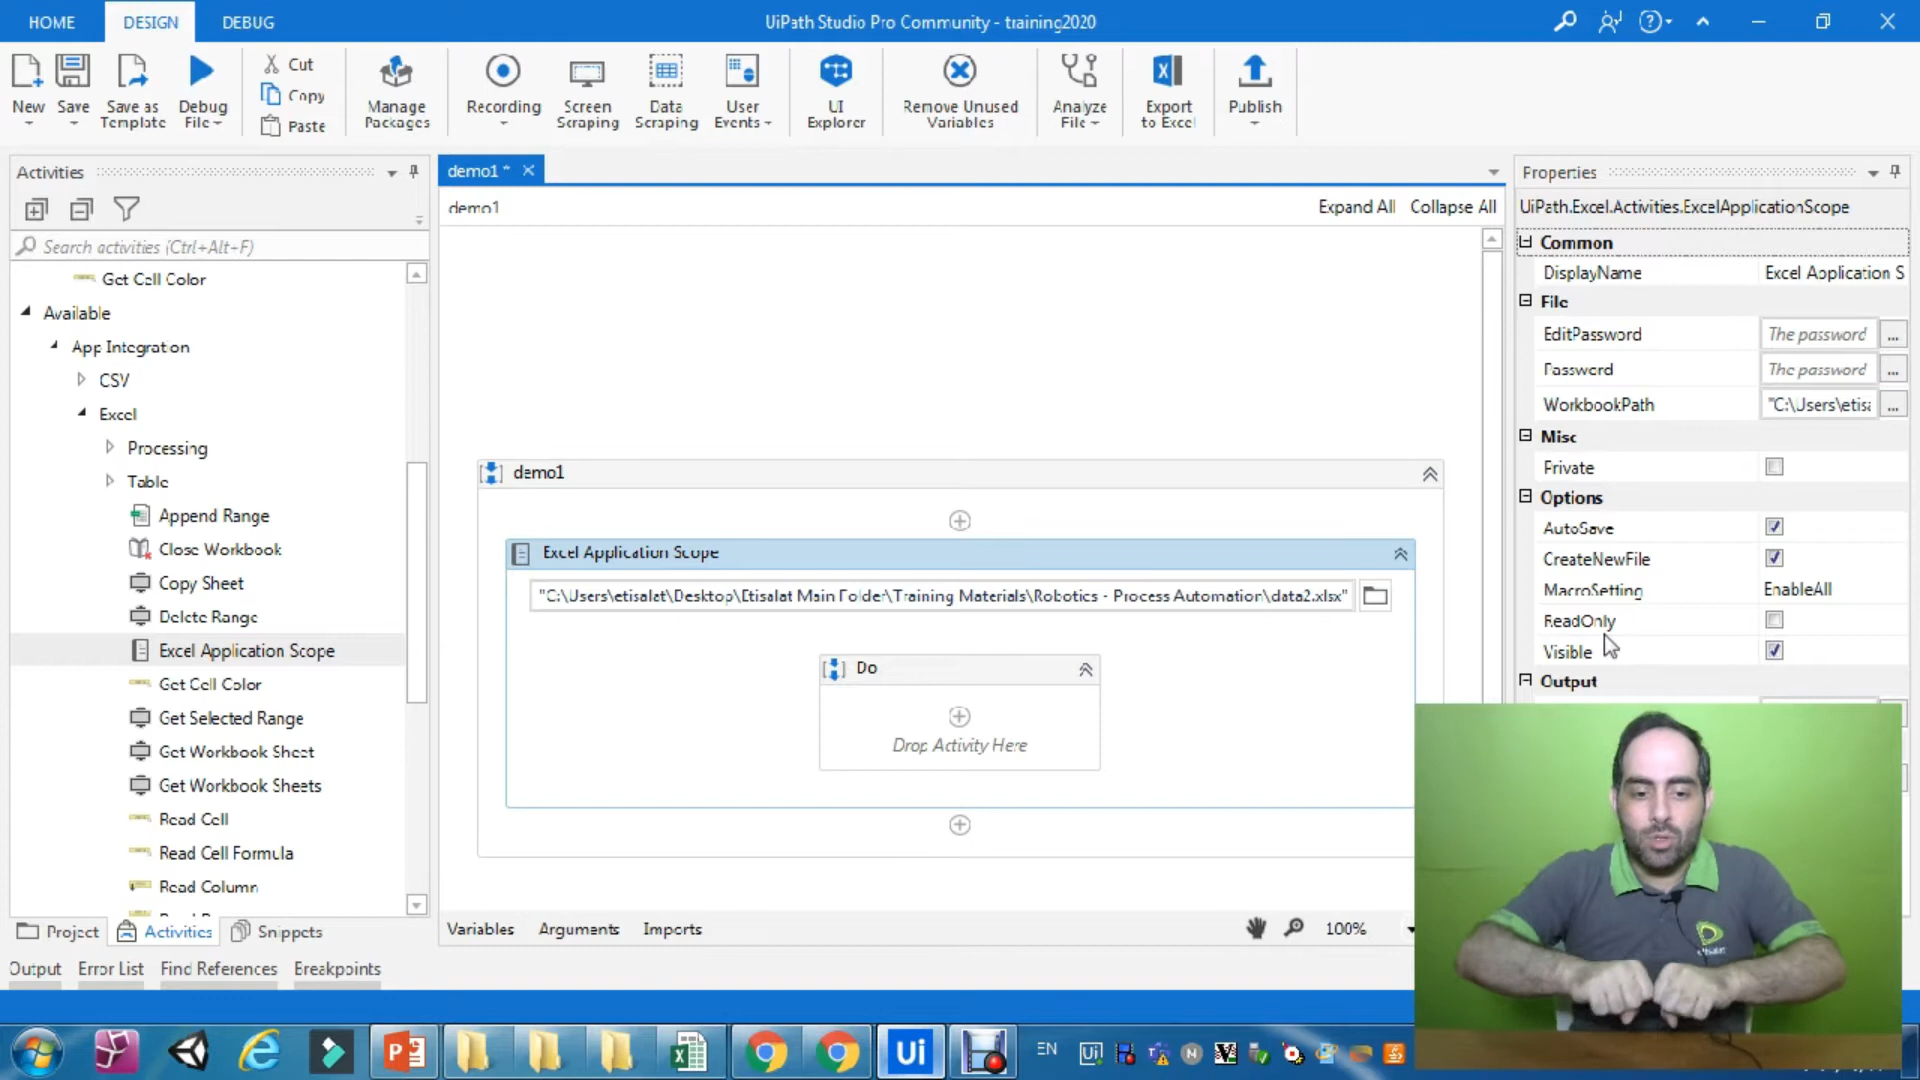 HOME
DESIGN
DEBUG
UiPath Studio Pro Community - training2020
New
Save
Save as Template
Debug File
Cut
Copy
Paste
Manage Packages
Recording
Screen Scraping
Data Scraping
User Events
UI Explorer
Remove Unused Variables
Analyze File
Export to Excel
Publish
Activities
Search activities (Ctrl+Alt+F)
Get Cell Color
Available
App Integration
CSV
Excel
Processing
Table
Append Range
Close Workbook
Copy Sheet
Delete Range
Excel Application Scope
Get Cell Color
Get Selected Range
Get Workbook Sheet
Get Workbook Sheets
Read Cell
Read Cell Formula
Read Column
Project
Activities
Snippets
Output
Error List
Find References
Breakpoints
demo1 *
demo1
Expand All
Collapse All
demo1
Excel Application Scope
"C:\Users\etisalat\Desktop\Etisalat Main Folder\Training Materials\Robotics - Process Automation\data2.xlsx"
Do
Drop Activity Here
Variables
Arguments
Imports
100%
Properties
UiPath.Excel.Activities.ExcelApplicationScope
Common
DisplayName
Excel Application S
File
EditPassword
The password
...
Password
The password
...
WorkbookPath
"C:\Users\etisa
...
Misc
Private
Options
AutoSave
CreateNewFile
MacroSetting
EnableAll
ReadOnly
Visible
Output
etisalat
Ui
EN